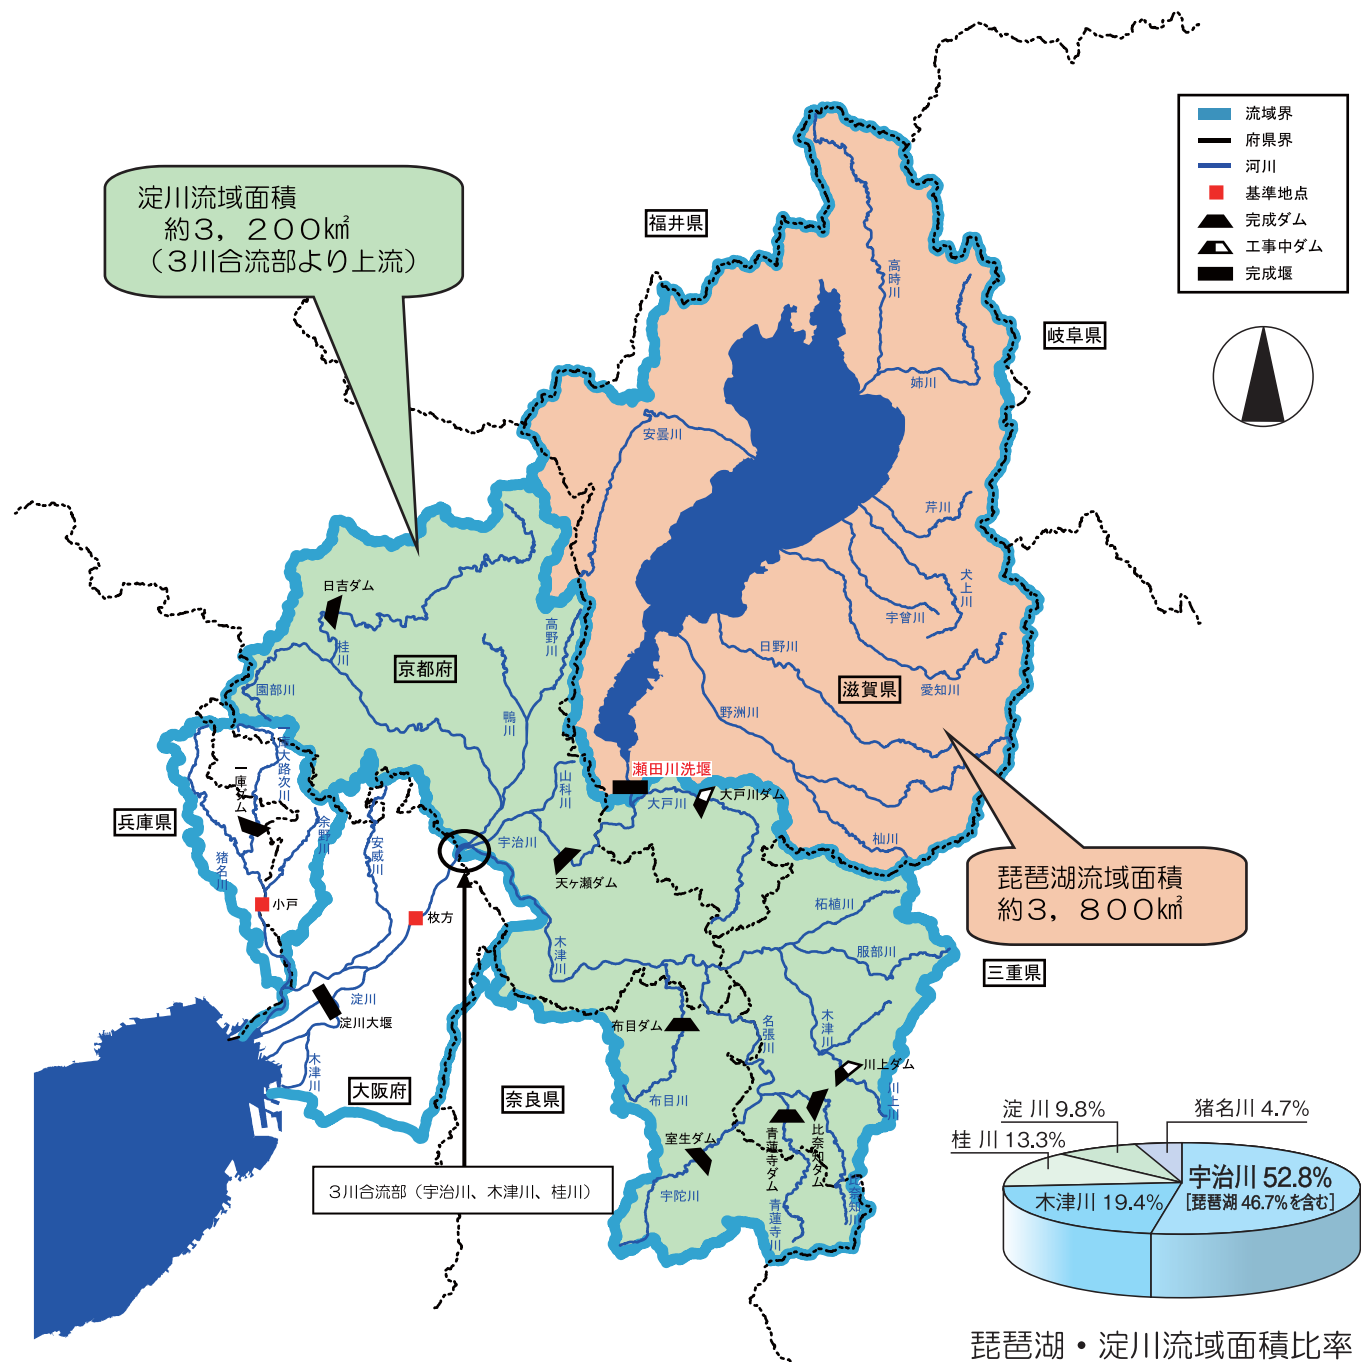 流域界
府県界
河川
基準地点
完成ダム
工事中ダム
完成堰
淀川流域面積
約３，２００㎢
（３川合流部より上流）
福井県
岐阜県
高時川
姉川
安曇川
芹川
犬上川
宇曽川
日野川
愛知川
滋賀県
野洲川
日吉ダム
桂川
高野川
京都府
園部川
鴨川
山科川
瀬田川洗堰
大戸川
大戸川ダム
杣川
琵琶湖流域面積
約３，８００㎢
一庫大路次川
一庫ダム
兵庫県
余野川
安威川
猪名川
宇治川
天ヶ瀬ダム
小戸
枚方
柘植川
服部川
木津川
三重県
淀川
淀川大堰
布目ダム
名張川
木津川
川上ダム
木津川
大阪府
奈良県
布目川
川上川
室生ダム
青蓮寺ダム
比奈知ダム
宇陀川
青蓮寺川
３川合流部（宇治川、木津川、桂川）
淀 川 9.8%
猪名川 4.7%
桂 川 13.3%
宇治川 52.8%
[琵琶湖 46.7%を含む]
木津川 19.4%
琵琶湖・淀川流域面積比率